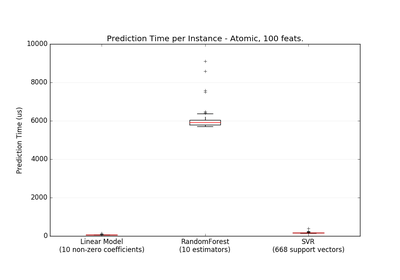 Prediction Time per Instance - Atomic, 100 feats.
10000
8000
6000
4000
2000
0
Prediction Time (us)
Linear Model
(10 non-zero coefficients)
RandomForest
(10 estimators)
SVR
(668 support vectors)